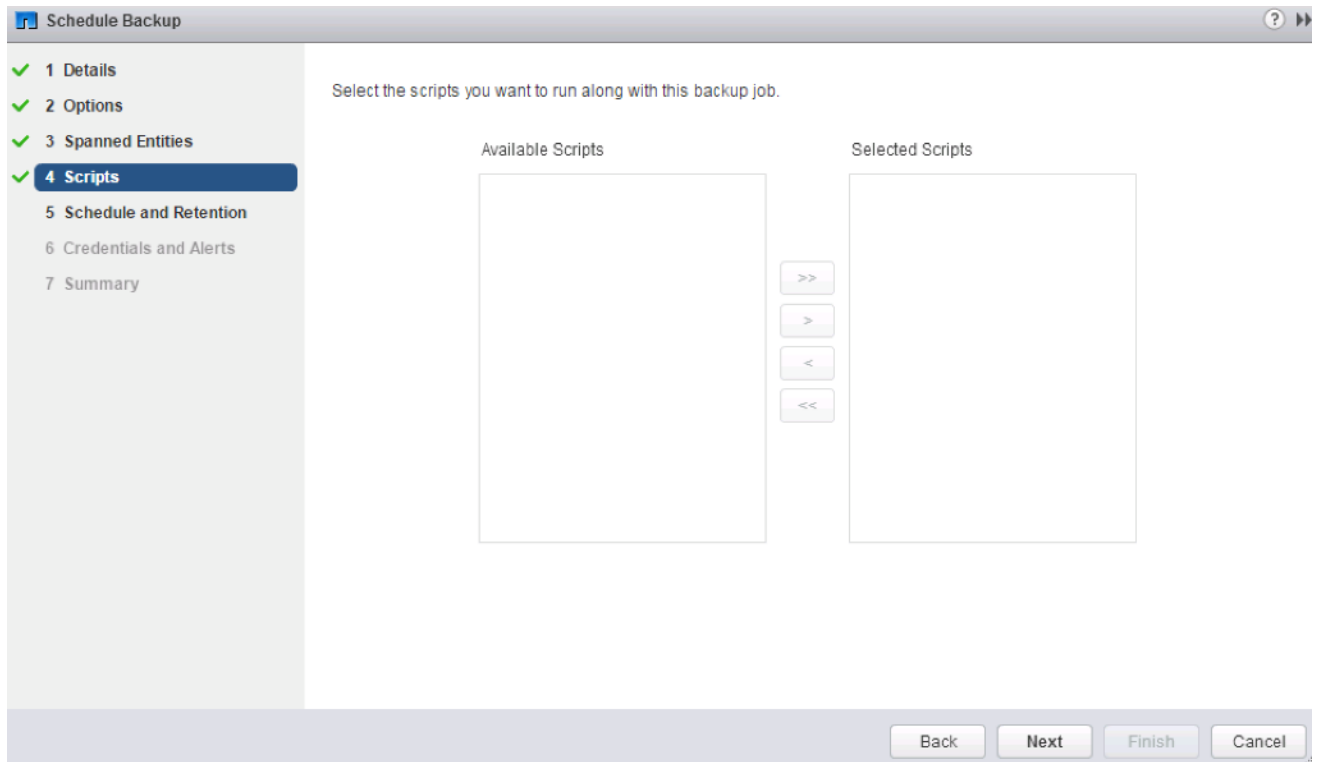 Schedule Backup
?
1 Details
2 Options
3 Spanned Entities
4 Scripts
5 Schedule and Retention
6 Credentials and Alerts
7 Summary
Select the scripts you want to run along with this backup job.
Available Scripts
Selected Scripts
>>
>
<
<<
Back
Next
Finish
Cancel